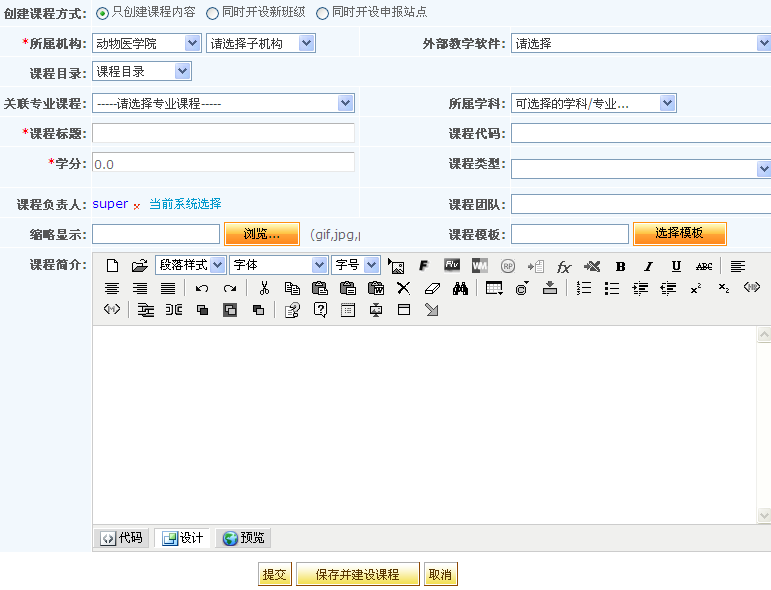 创建课程方式: 只创建课程内容 同时开设新班级 同时开设申报站点
*所属机构: 动物医学院 请选择子机构 外部教学软件: 请选择
课程目录: 课程目录
关联专业课程: -----请选择专业课程----- 所属学科: 可选择的学科/专业...
*课程标题: 课程代码:
*学分: 0.0 课程类型:
课程负责人: super x 当前系统选择 课程团队:
缩略显示: 浏览... (gif,jpg,p 课程模板: 选择模板
课程简介: 段落样式 字体 字号
代码 设计 预览
提交 保存并建设课程 取消